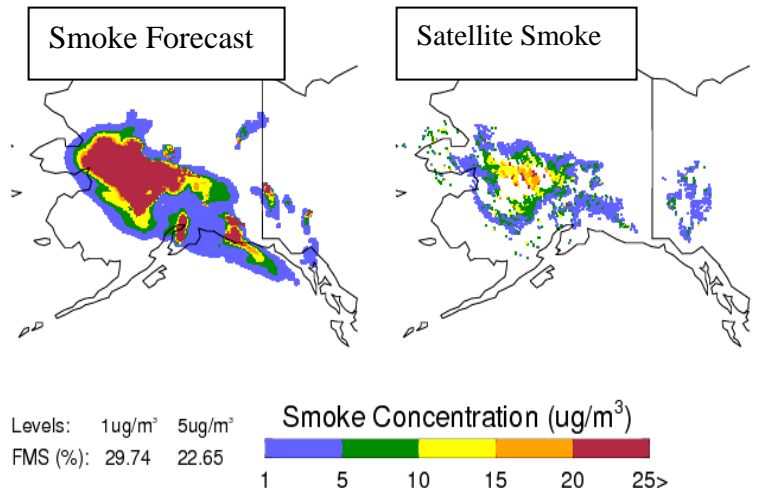 Smoke Forecast
Satellite Smoke
Levels: 1ug/m³ 5ug/m³
FMS (%): 29.74 22.65
Smoke Concentration (ug/m³)
1 5 10 15 20 25>